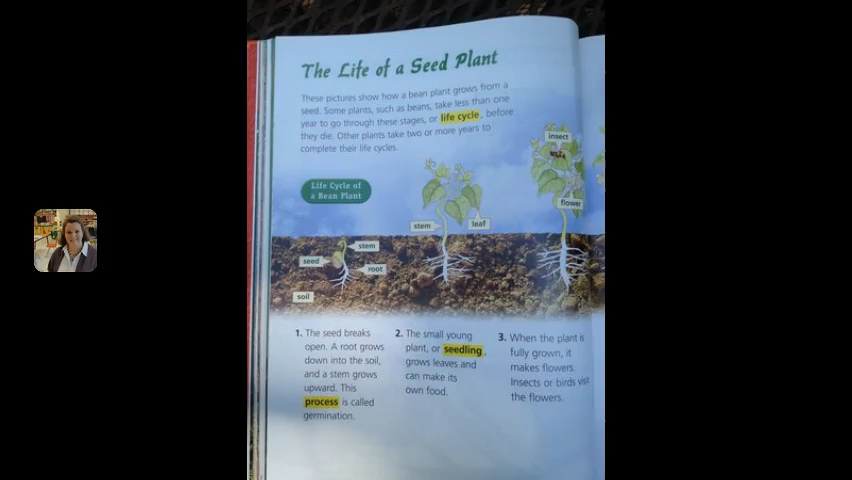 The Life of a Seed Plant
These pictures show how a bean plant grows from a
seed. Some plants, such as beans, take less than one
year to go through these stages, or life cycle, before
they die. Other plants take two or more years to
complete their life cycles.
Life Cycle of
a Bean Plant
insect
flower
stem
leaf
stem
seed
root
soil
1. The seed breaks
open. A root grows
down into the soil,
and a stem grows
upward. This
process is called
germination.
2. The small young
plant, or seedling,
grows leaves and
can make its
own food.
3. When the plant is
fully grown, it
makes flowers.
Insects or birds visit
the flowers.